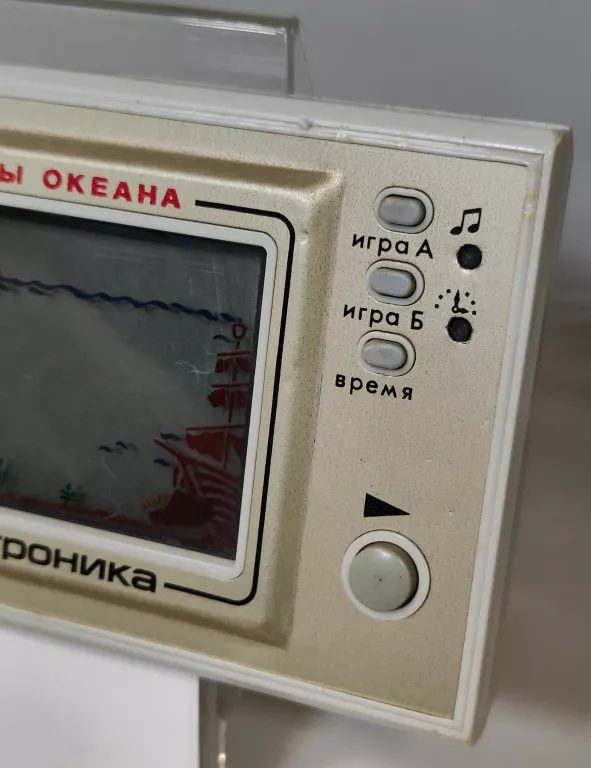 ы ОКЕАНА
игра А
игра Б
время
троника